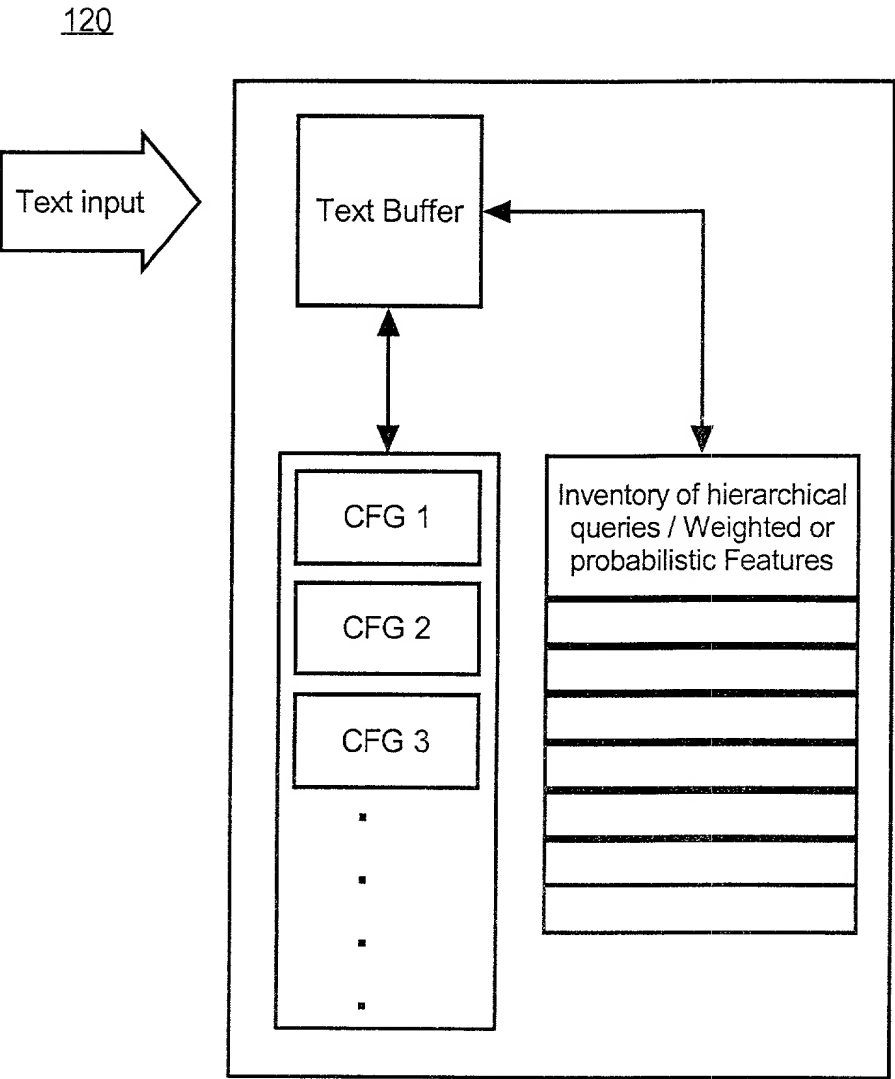 120
Text input
Text Buffer
CFG 1
CFG 2
CFG 3
Inventory of hierarchical
queries / Weighted or
probabilistic Features